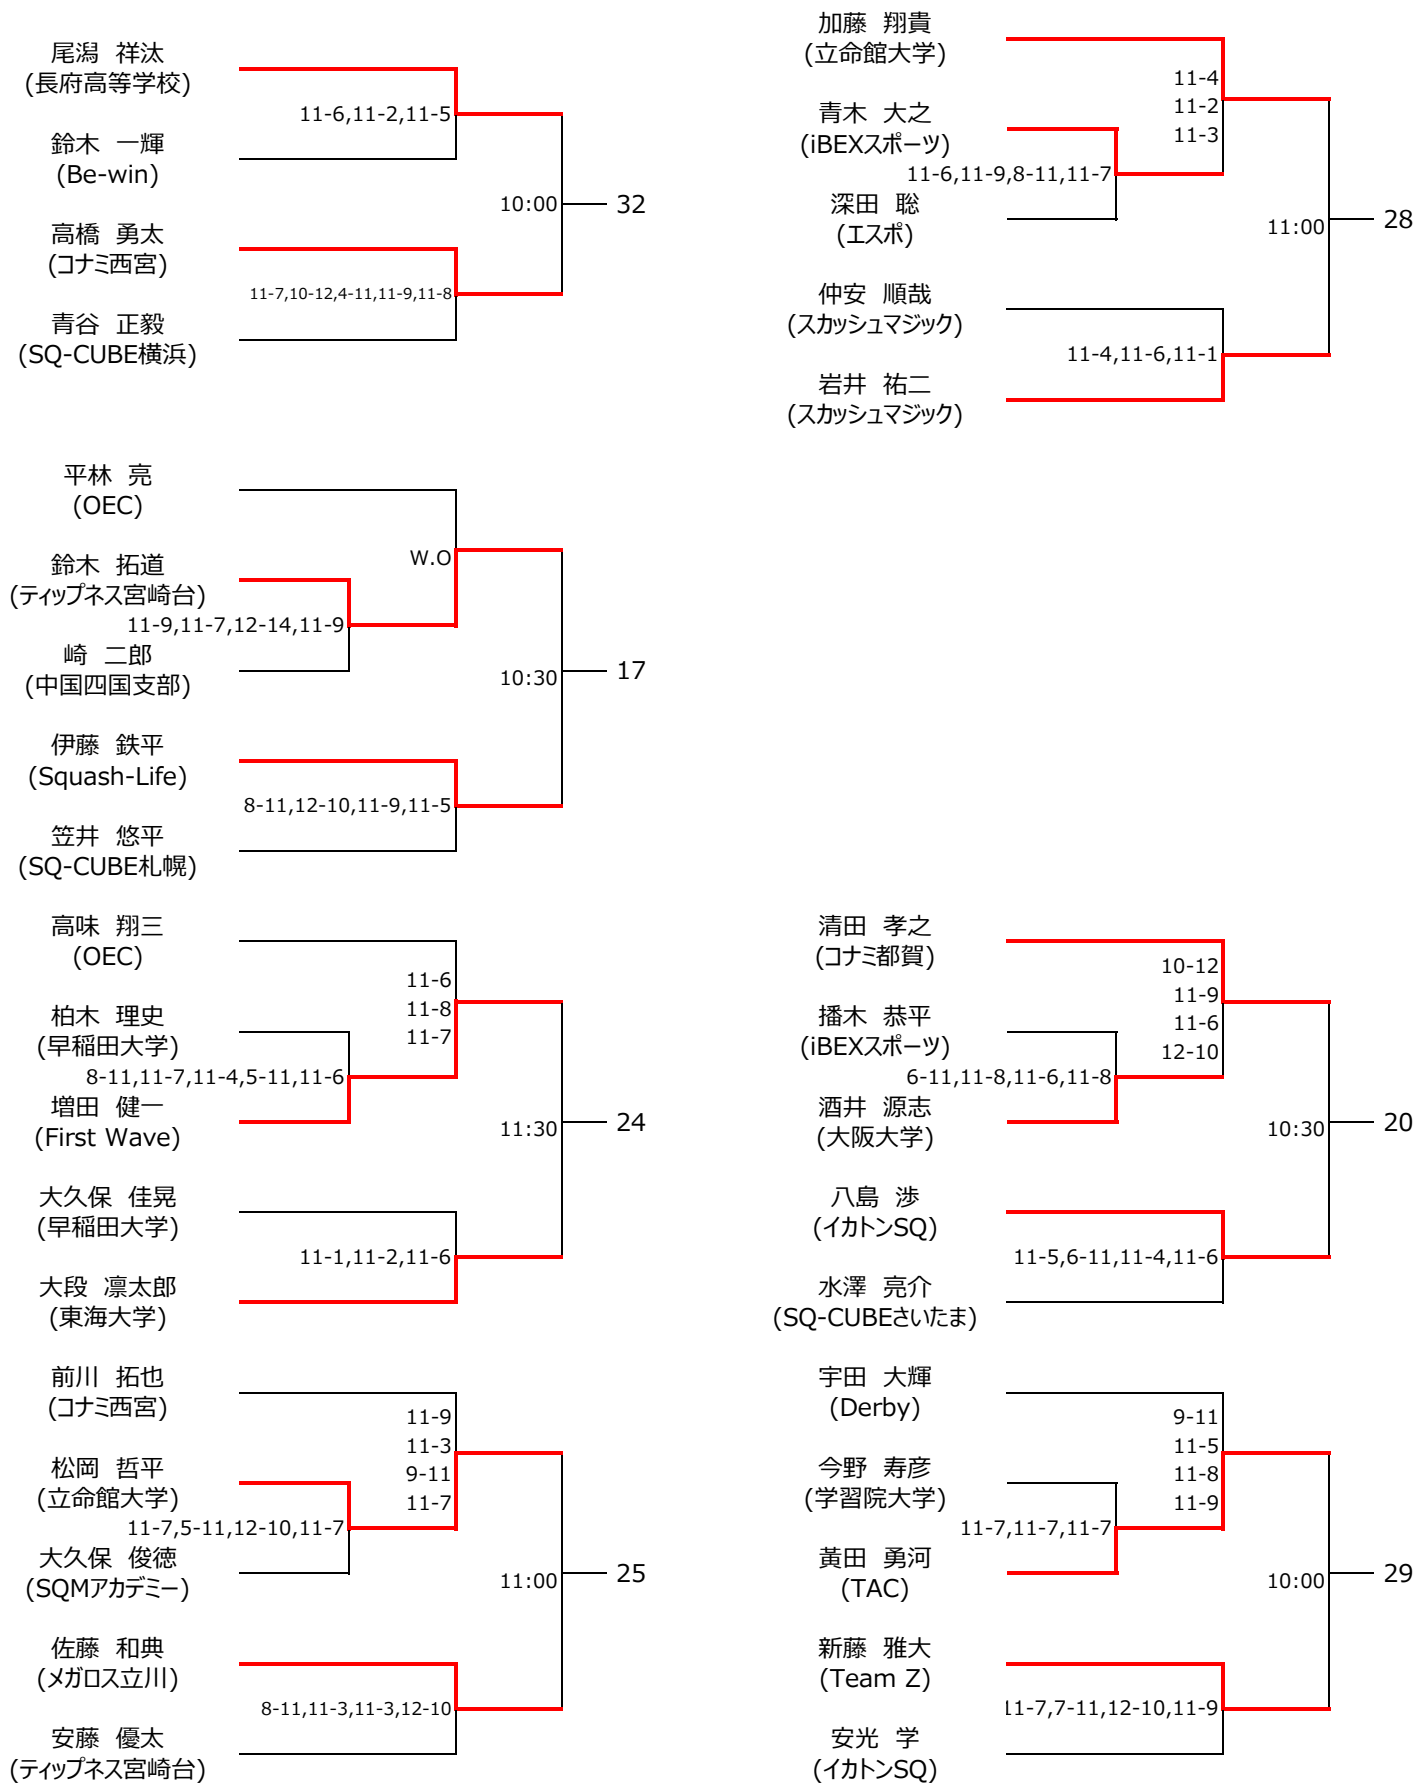 尾潟 祥汰
(長府高等学校)
11-6,11-2,11-5
鈴木 一輝
(Be-win)
10:00
32
高橋 勇太
(コナミ西宮)
11-7,10-12,4-11,11-9,11-8
青谷 正毅
(SQ-CUBE横浜)
加藤 翔貴
(立命館大学)
11-4
11-2
11-3
青木 大之
(iBEXスポーツ)
11-6,11-9,8-11,11-7
深田 聡
(エスポ)
11:00
28
仲安 順哉
(スカッシュマジック)
11-4,11-6,11-1
岩井 祐二
(スカッシュマジック)
平林 亮
(OEC)
W.O
鈴木 拓道
(ティップネス宮崎台)
11-9,11-7,12-14,11-9
崎 二郎
(中国四国支部)
10:30
17
伊藤 鉄平
(Squash-Life)
8-11,12-10,11-9,11-5
笠井 悠平
(SQ-CUBE札幌)
高味 翔三
(OEC)
11-6
11-8
11-7
柏木 理史
(早稲田大学)
8-11,11-7,11-4,5-11,11-6
増田 健一
(First Wave)
11:30
24
大久保 佳晃
(早稲田大学)
11-1,11-2,11-6
大段 凛太郎
(東海大学)
清田 孝之
(コナミ都賀)
10-12
11-9
11-6
12-10
播木 恭平
(iBEXスポーツ)
6-11,11-8,11-6,11-8
酒井 源志
(大阪大学)
10:30
20
八島 渉
(イカトンSQ)
11-5,6-11,11-4,11-6
水澤 亮介
(SQ-CUBEさいたま)
前川 拓也
(コナミ西宮)
11-9
11-3
9-11
11-7
松岡 哲平
(立命館大学)
11-7,5-11,12-10,11-7
大久保 俊徳
(SQMアカデミー)
11:00
25
佐藤 和典
(メガロス立川)
8-11,11-3,11-3,12-10
安藤 優太
(ティップネス宮崎台)
宇田 大輝
(Derby)
9-11
11-5
11-8
11-9
今野 寿彦
(学習院大学)
11-7,11-7,11-7
黃田 勇河
(TAC)
10:00
29
新藤 雅大
(Team Z)
11-7,7-11,12-10,11-9
安光 学
(イカトンSQ)